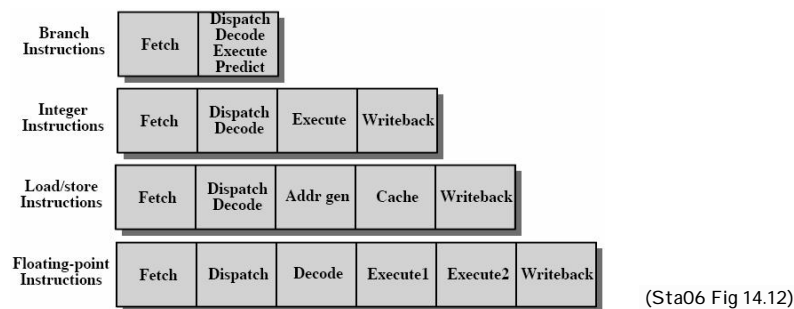 Branch
Instructions
Fetch
Dispatch
Decode
Execute
Predict
Integer
Instructions
Fetch
Dispatch
Decode
Execute
Writeback
Load/store
Instructions
Fetch
Dispatch
Decode
Addr gen
Cache
Writeback
Floating-point
Instructions
Fetch
Dispatch
Decode
Execute1
Execute2
Writeback
(Sta06 Fig 14.12)